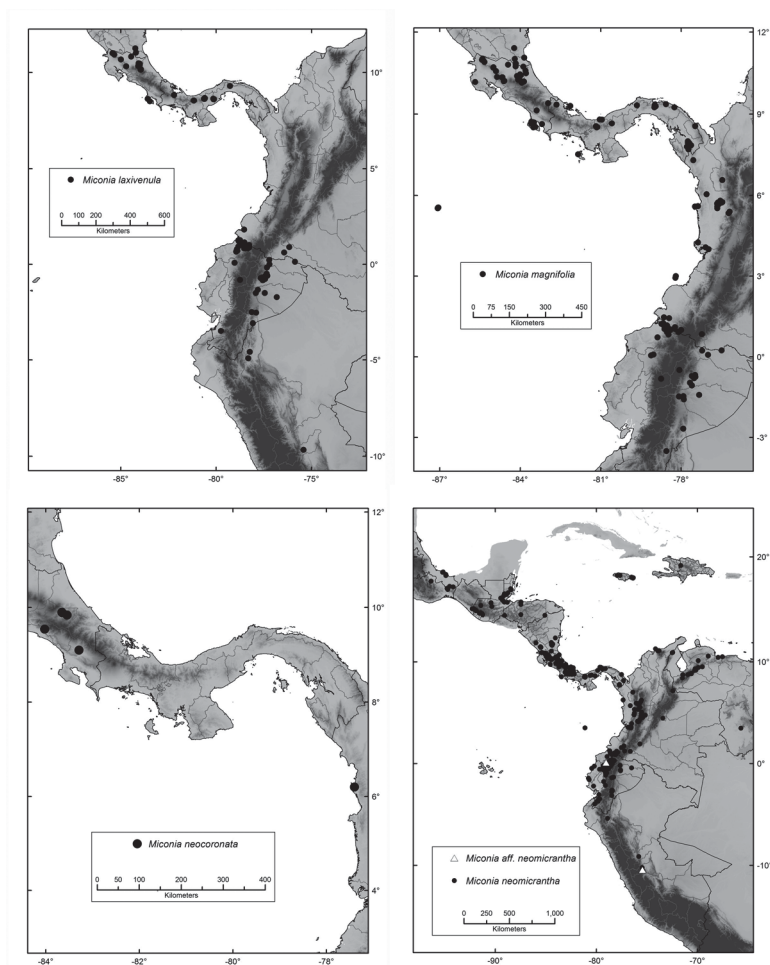 10°
5°
0°
-5°
-10°
-85° -80° -75°
Miconia laxivenula
0 100 200 400 600
Kilometers
12°
9°
6°
3°
0°
-3°
-87° -84° -81° -78°
Miconia magnifolia
0 75 150 300 450
Kilometers
12°
10°
8°
6°
4°
-84° -82° -80° -78°
Miconia neocoronata
0 50 100 200 300 400
Kilometers
20°
10°
0°
-10°
-90° -80° -70°
Miconia aff. neomicrantha
Miconia neomicrantha
0 250 500 1,000
Kilometers